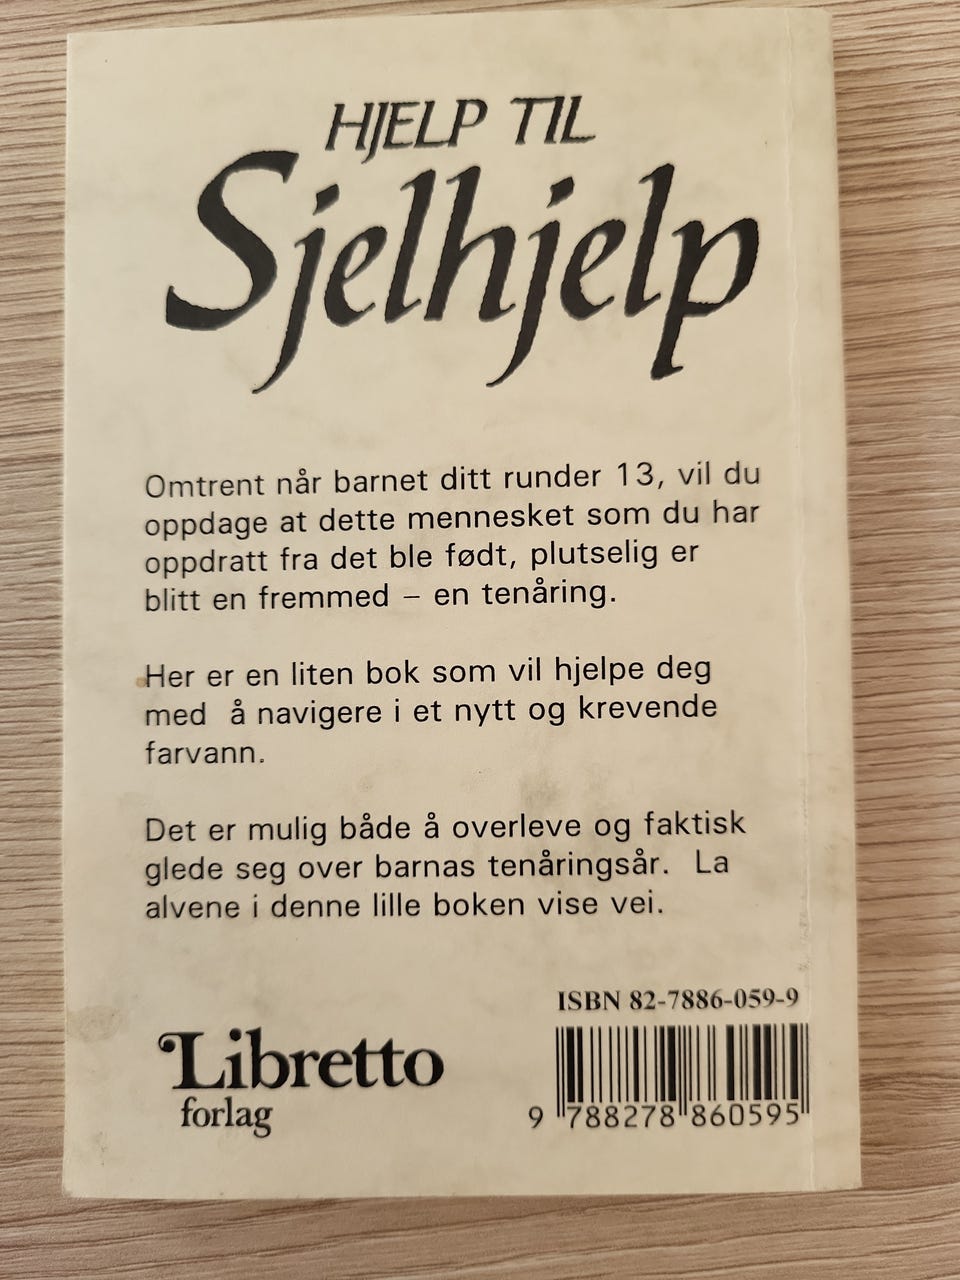 HJELP TIL
Sjelhjelp
Omtrent når barnet ditt runder 13, vil du
oppdage at dette mennesket som du har
oppdratt fra det ble født, plutselig er
blitt en fremmed – en tenåring.
Her er en liten bok som vil hjelpe deg
med å navigere i et nytt og krevende
farvann.
Det er mulig både å overleve og faktisk
glede seg over barnas tenåringsår. La
alvene i denne lille boken vise vei.
ISBN 82-7886-059-9
Libretto
forlag
9 788278 860595